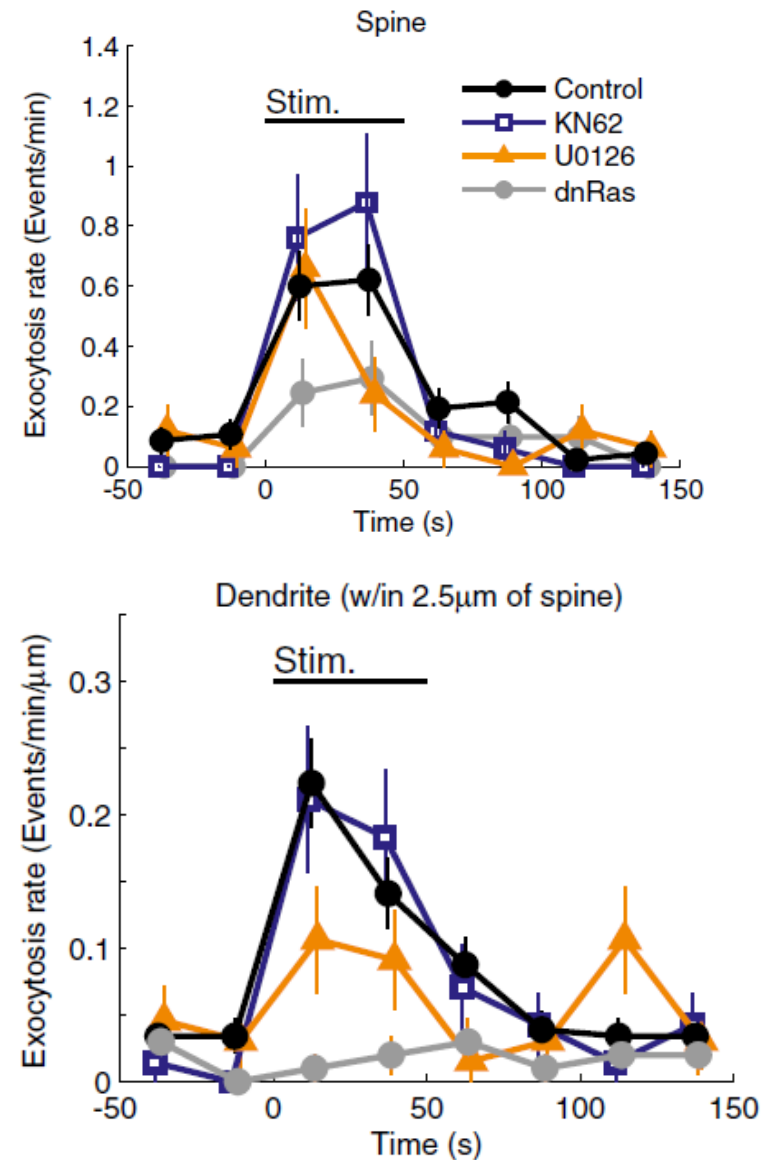 Spine
Exocytosis rate (Events/min)
1.4
1.2
1
0.8
0.6
0.4
0.2
0
Stim.
Control
KN62
U0126
dnRas
-50
0
50
100
150
Time (s)
Dendrite (w/in 2.5μm of spine)
Exocytosis rate (Events/min/μm)
0.3
0.2
0.1
0
Stim.
-50
0
50
100
150
Time (s)